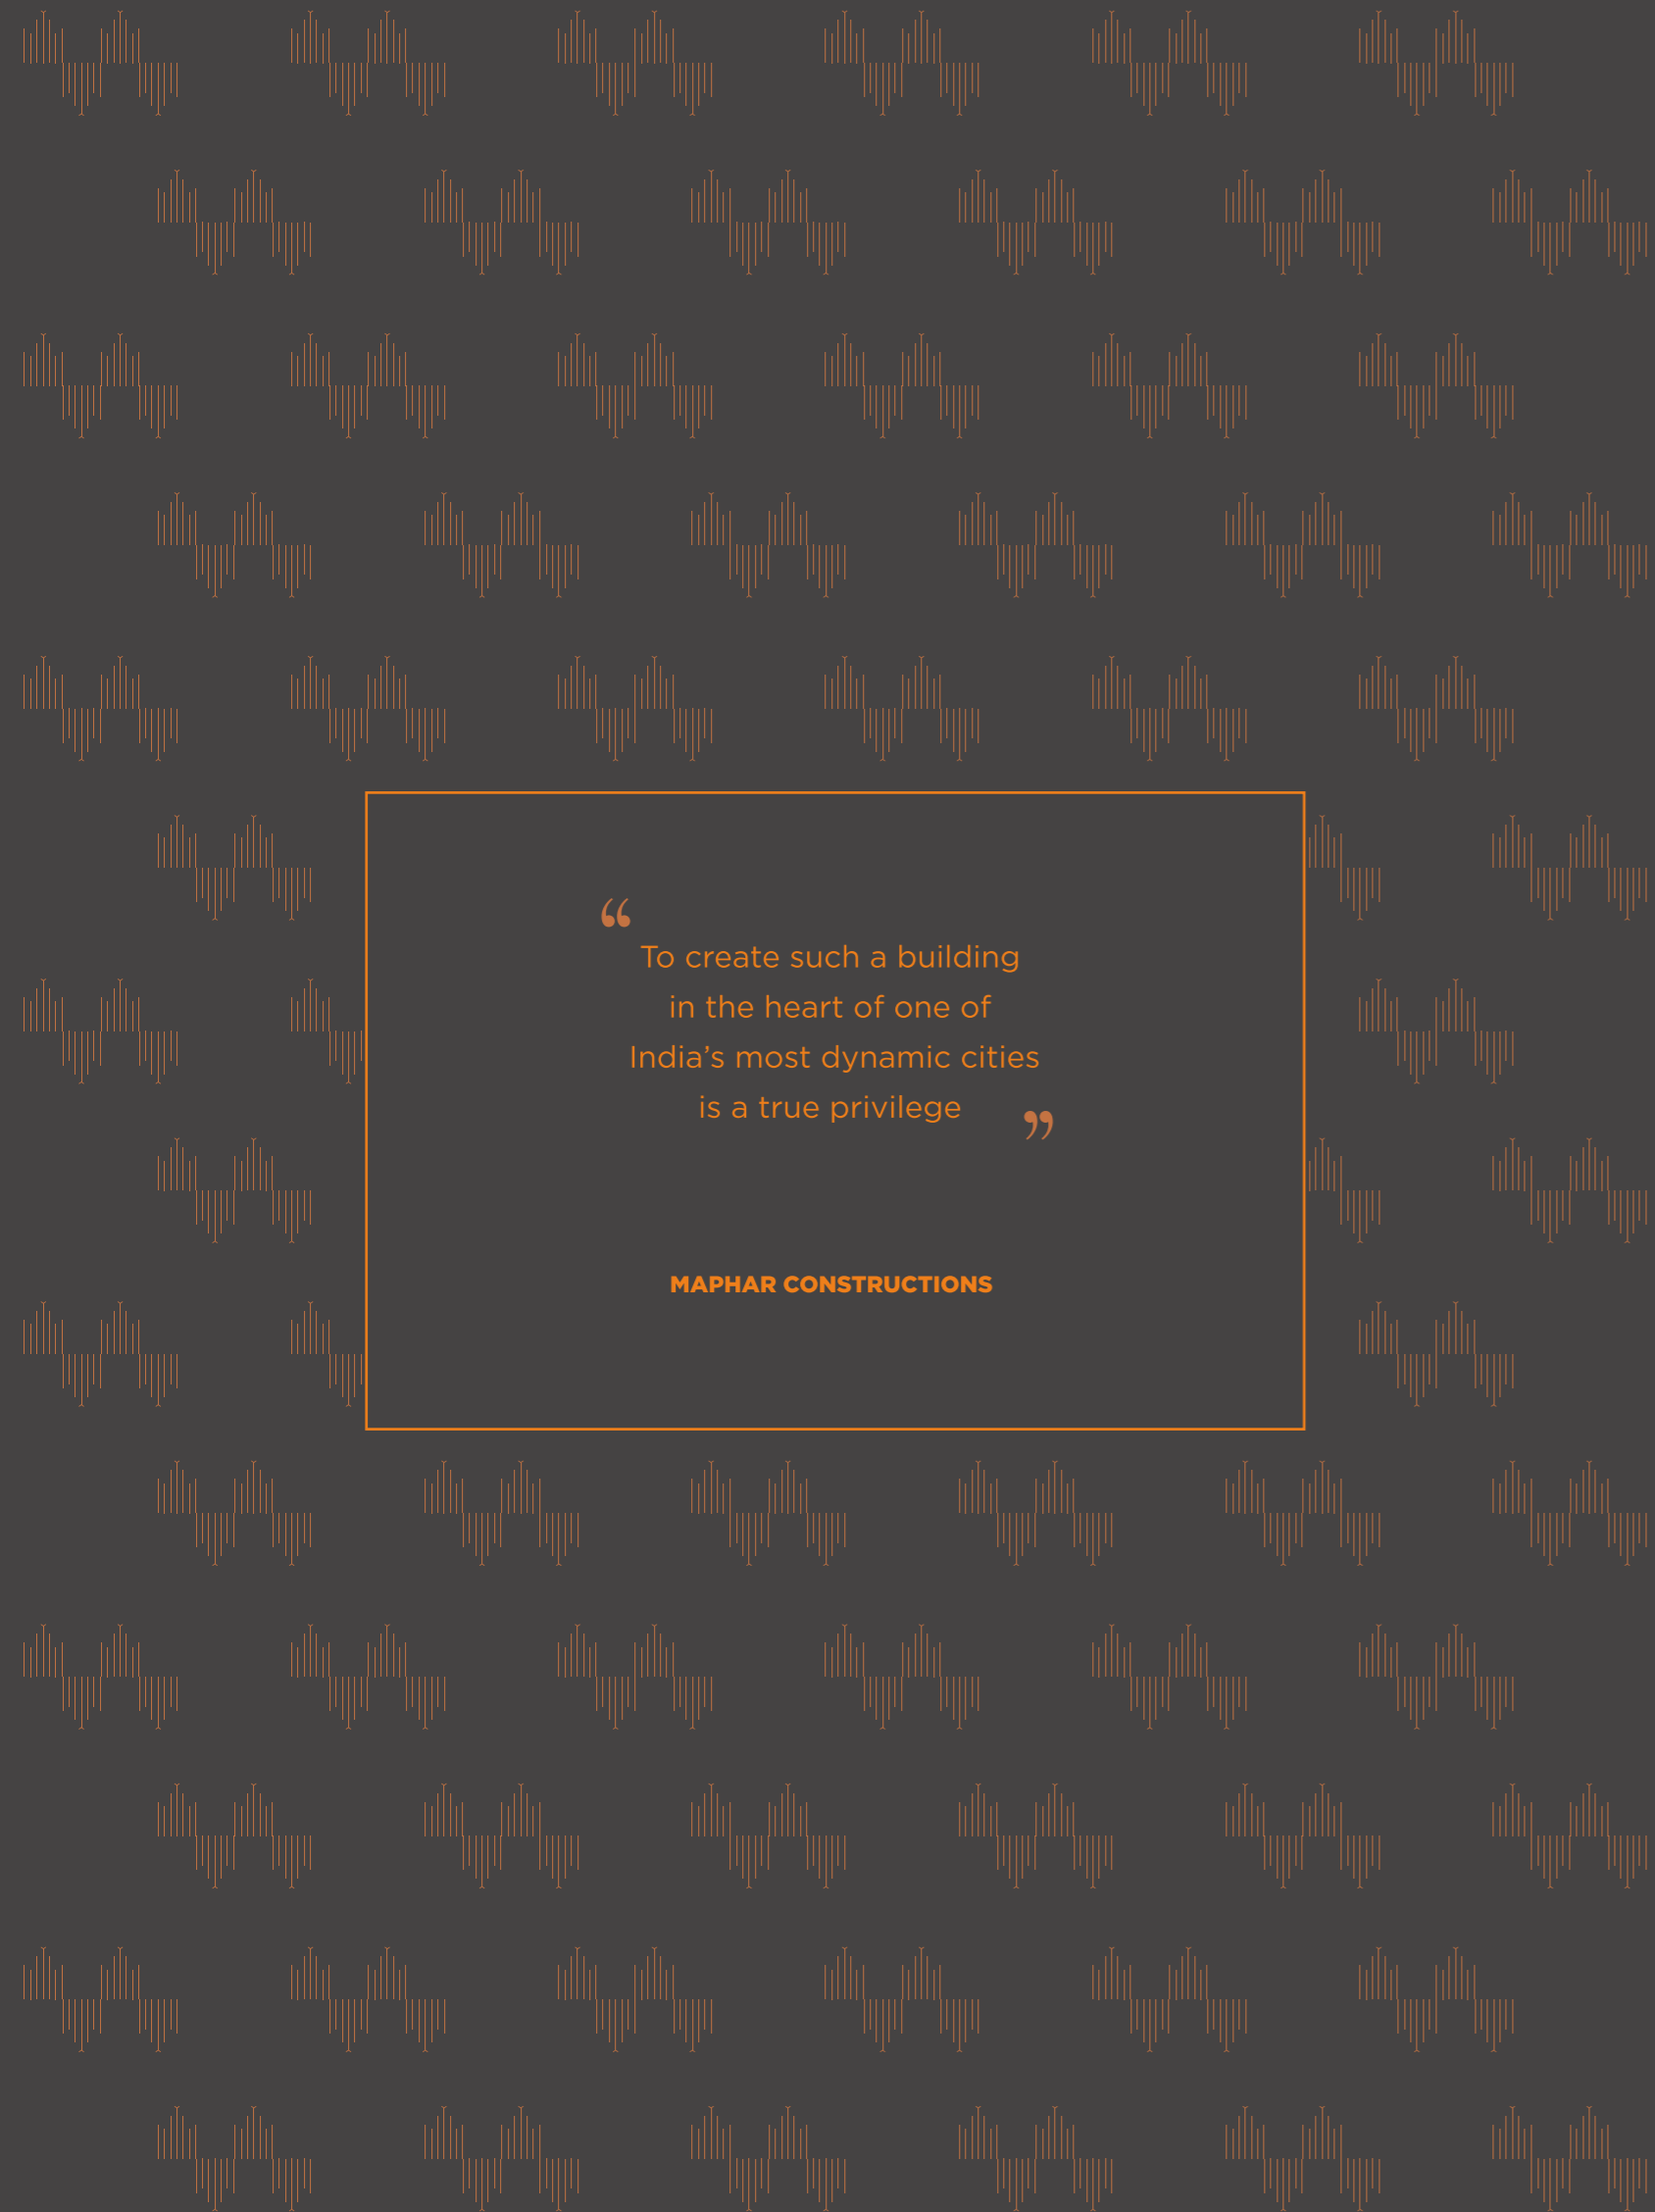 “
To create such a building
in the heart of one of
India’s most dynamic cities
is a true privilege
”
MAPHAR CONSTRUCTIONS